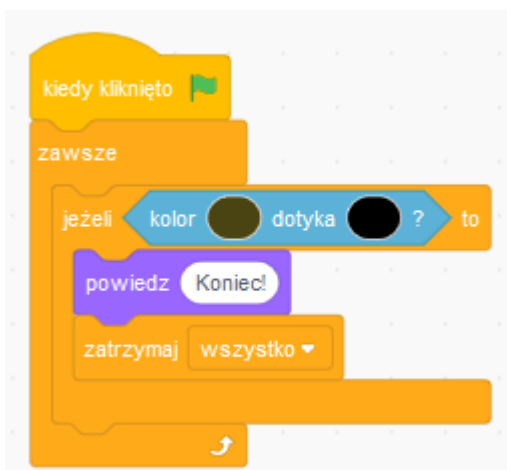 kiedy kliknięto
zawsze
jeżeli kolor dotyka ? to
powiedz Koniec!
zatrzymaj wszystko